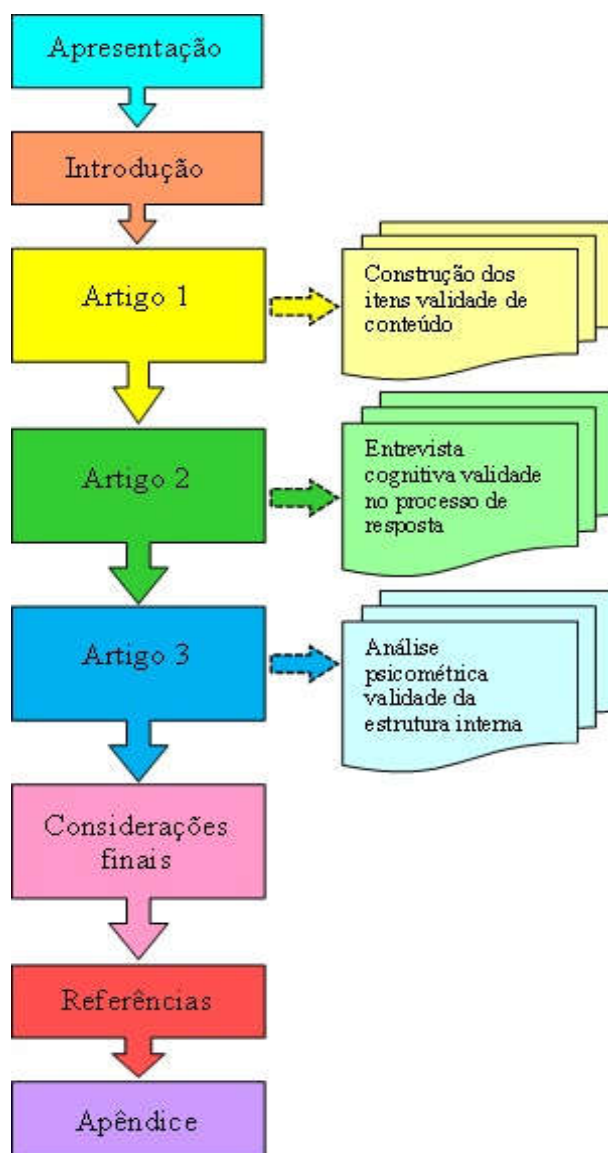 Apresentação
Introdução
Artigo 1
Construção dos
itens validade de
conteúdo
Artigo 2
Entrevista
cognitiva validade
no processo de
resposta
Artigo 3
Análise
psicométrica
validade da
estrutura interna
Considerações
finais
Referências
Apêndice